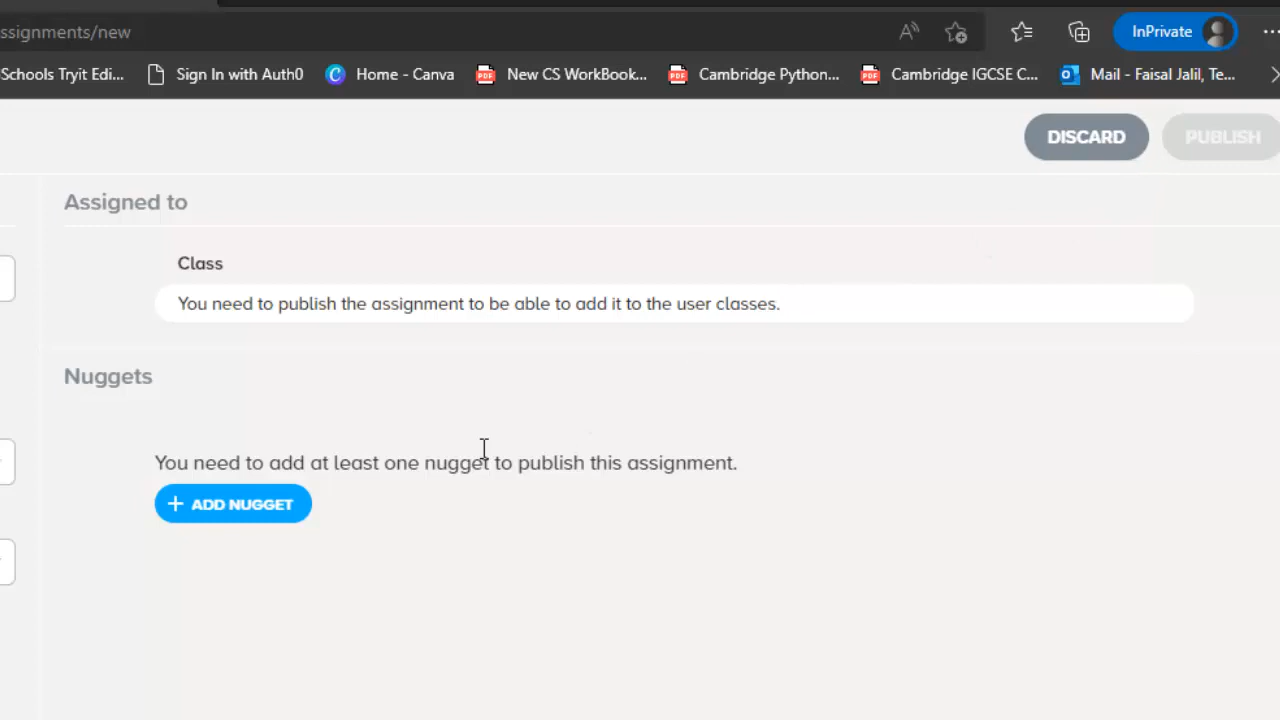 ssignments/new
InPrivate
Schools Tryit Edi...
Sign In with Auth0
Home - Canva
New CS WorkBook...
Cambridge Python...
Cambridge IGCSE C...
Mail - Faisal Jalil, Te...
DISCARD
PUBLISH
Assigned to
Class
You need to publish the assignment to be able to add it to the user classes.
Nuggets
You need to add at least one nugget to publish this assignment.
+ ADD NUGGET